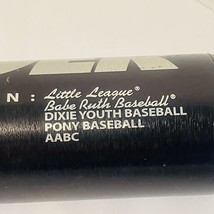 N: Little League®
Babe Ruth Baseball®
DIXIE YOUTH BASEBALL
PONY BASEBALL
AABC